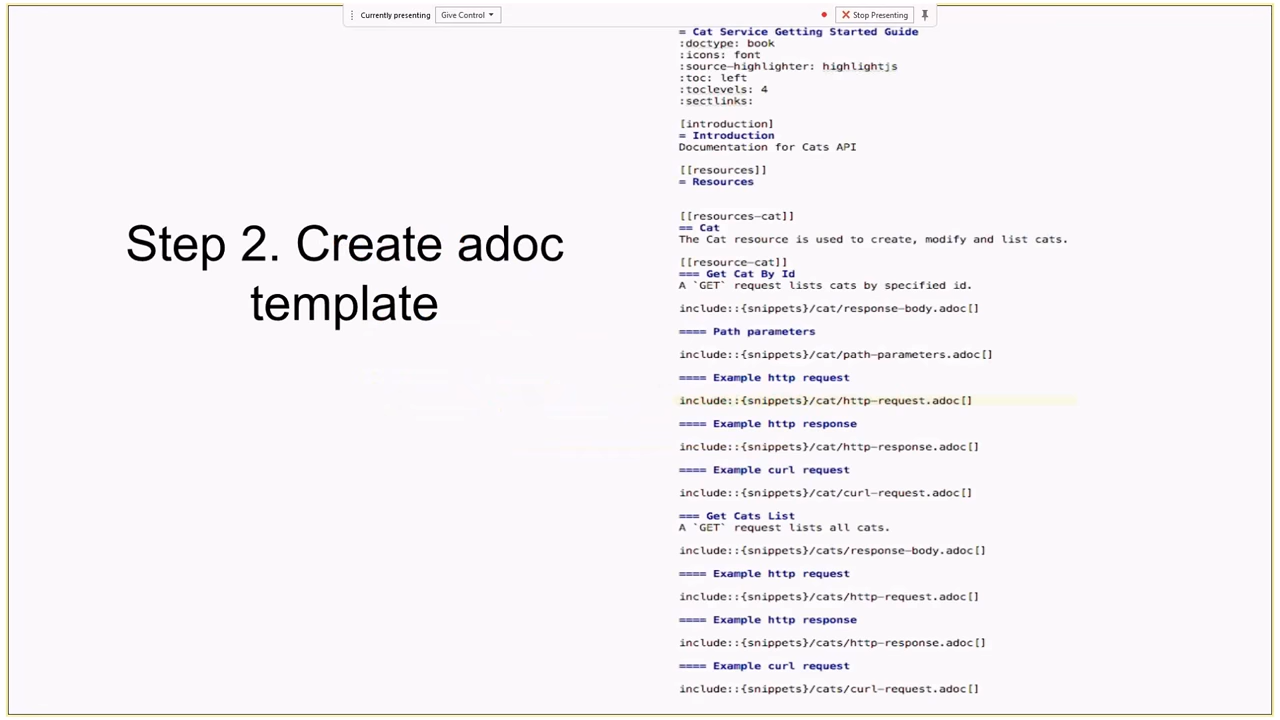 Currently presenting
Give Control
Stop Presenting
Step 2. Create adoc
template
= Cat Service Getting Started Guide
:doctype: book
:icons: font
:source-highlighter: highlightjs
:toc: left
:toclevels: 4
:sectlinks:
[introduction]
= Introduction
Documentation for Cats API
[[resources]]
= Resources
[[resources-cat]]
== Cat
The Cat resource is used to create, modify and list cats.
[[resource-cat]]
=== Get Cat By Id
A `GET` request lists cats by specified id.
include::{snippets}/cat/response-body.adoc[]
==== Path parameters
include::{snippets}/cat/path-parameters.adoc[]
==== Example http request
include::{snippets}/cat/http-request.adoc[]
==== Example http response
include::{snippets}/cat/http-response.adoc[]
==== Example curl request
include::{snippets}/cat/curl-request.adoc[]
=== Get Cats List
A `GET` request lists all cats.
include::{snippets}/cats/response-body.adoc[]
==== Example http request
include::{snippets}/cats/http-request.adoc[]
==== Example http response
include::{snippets}/cats/http-response.adoc[]
==== Example curl request
include::{snippets}/cats/curl-request.adoc[]